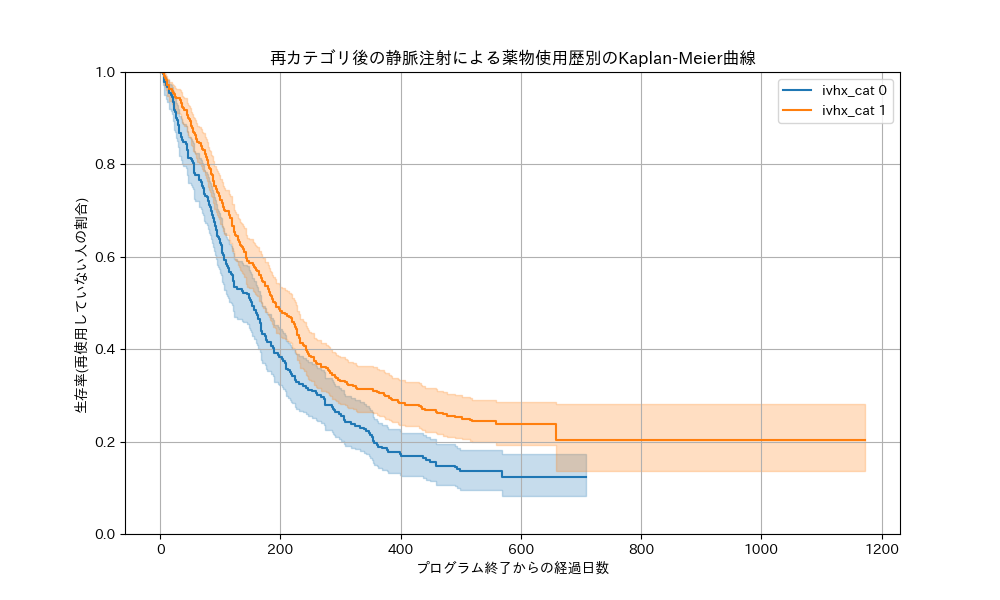 再カテゴリ後の静脈注射による薬物使用歴別のKaplan-Meier曲線
ivhx_cat 0
ivhx_cat 1
生存率(再使用していない人の割合)
1.0
0.8
0.6
0.4
0.2
0.0
0
200
400
600
800
1000
1200
プログラム終了からの経過日数